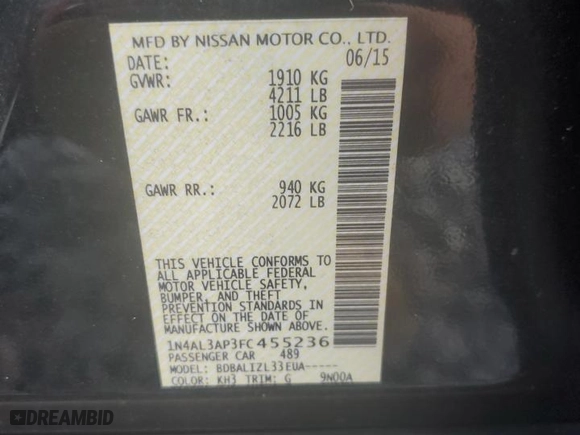 MFD BY NISSAN MOTOR CO., LTD.
DATE: 06/15
GVWR: 1910 KG
4211 LB
GAWR FR.: 1005 KG
2216 LB
GAWR RR.: 940 KG
2072 LB
THIS VEHICLE CONFORMS TO
ALL APPLICABLE FEDERAL
MOTOR VEHICLE SAFETY,
BUMPER, AND THEFT
PREVENTION STANDARDS IN
EFFECT ON THE DATE OF
MANUFACTURE SHOWN ABOVE.
1N4AL3AP3FC455236
PASSENGER CAR 489
MODEL: BDBALIZL33EUA-----
COLOR: KH3 TRIM: G 9N00A
DREAMBID